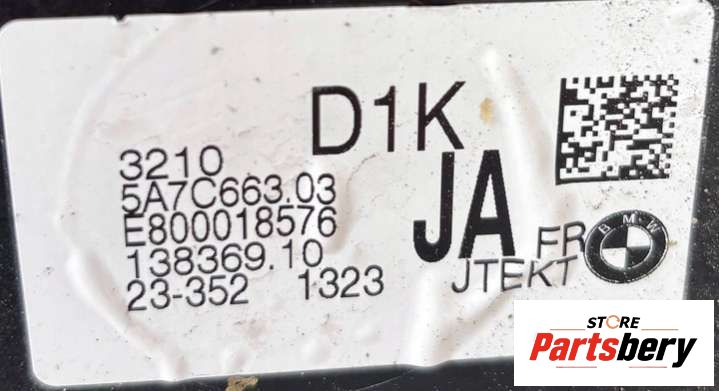 D1K
3210
5A7C663 03
E800018576
138369.10
23-352 1323
JA
FR
JTEKT
BMW
STORE
Partsbery